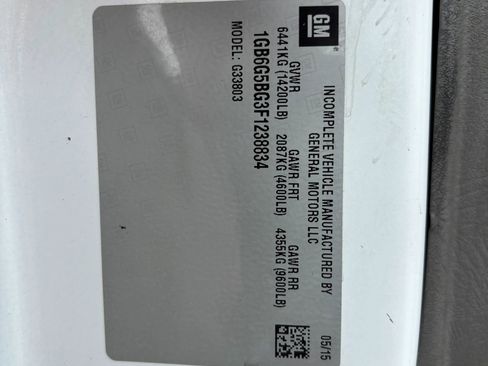 GM
INCOMPLETE VEHICLE MANUFACTURED BY
GENERAL MOTORS LLC
05/15
GVWR GAWR FRT GAWR RR
6441KG (14200LB) 2087KG (4600LB) 4355KG (9600LB)
1GB6G5BG3F1238834
MODEL: G33803